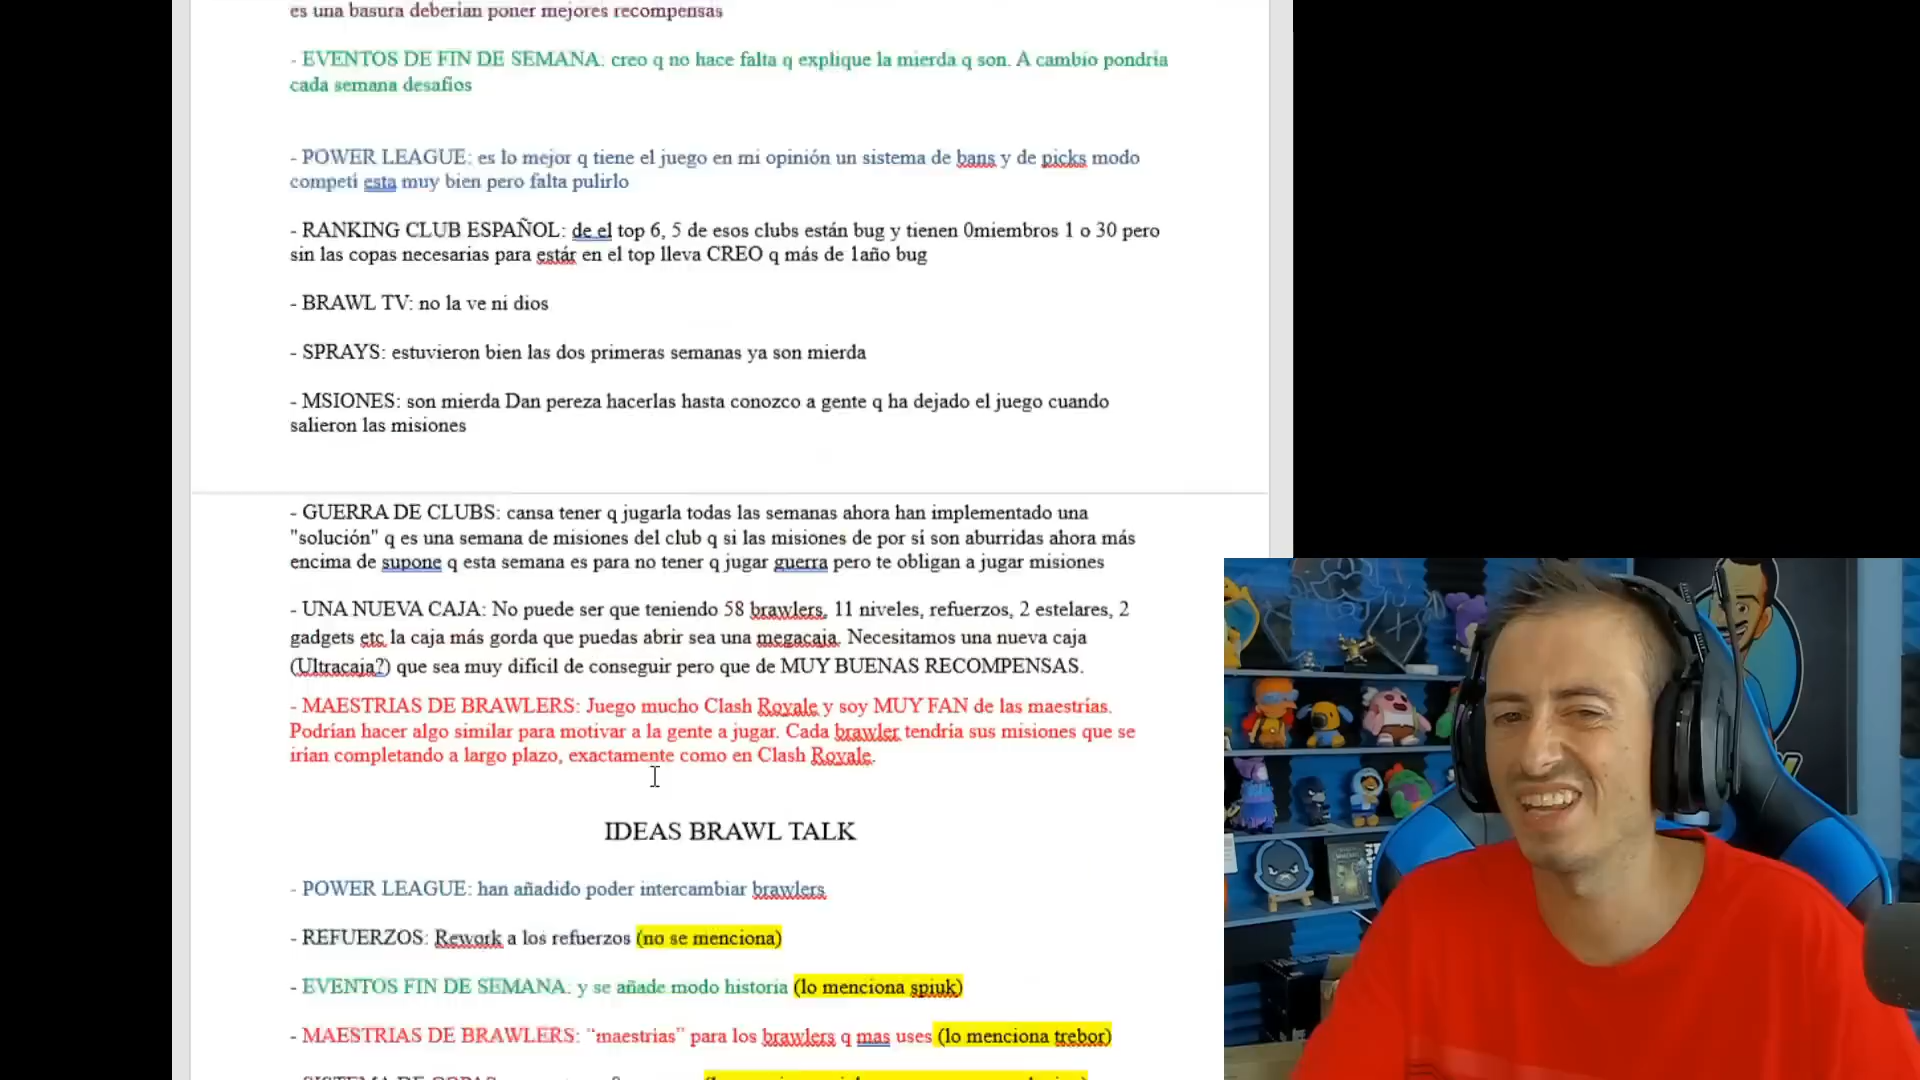 es una basura deberian poner mejores recompensas
- EVENTOS DE FIN DE SEMANA: creo q no hace falta q explique la mierda q son. A cambio pondria
cada semana desafios
- POWER LEAGUE: es lo mejor q tiene el juego en mi opinión un sistema de bans y de picks modo
competi esta muy bien pero falta pulirlo
- RANKING CLUB ESPAÑOL: de el top 6, 5 de esos clubs están bug y tienen 0miembros 1 o 30 pero
sin las copas necesarias para estár en el top lleva CREO q más de 1año bug
- BRAWL TV: no la ve ni dios
- SPRAYS: estuvieron bien las dos primeras semanas ya son mierda
- MSIONES: son mierda Dan pereza hacerlas hasta conozco a gente q ha dejado el juego cuando
salieron las misiones
- GUERRA DE CLUBS: cansa tener q jugarla todas las semanas ahora han implementado una
"solución" q es una semana de misiones del club q si las misiones de por sí son aburridas ahora más
encima de supone q esta semana es para no tener q jugar guerra pero te obligan a jugar misiones
- UNA NUEVA CAJA: No puede ser que teniendo 58 brawlers, 11 niveles, refuerzos, 2 estelares, 2
gadgets etc la caja más gorda que puedas abrir sea una megacaja. Necesitamos una nueva caja
(Ultracaja?) que sea muy difícil de conseguir pero que de MUY BUENAS RECOMPENSAS.
- MAESTRIAS DE BRAWLERS: Juego mucho Clash Royale y soy MUY FAN de las maestrías.
Podrían hacer algo similar para motivar a la gente a jugar. Cada brawler tendría sus misiones que se
irían completando a largo plazo, exactamente como en Clash Royale.
IDEAS BRAWL TALK
- POWER LEAGUE: han añadido poder intercambiar brawlers
- REFUERZOS: Rework a los refuerzos (no se menciona)
- EVENTOS FIN DE SEMANA: y se añade modo historia (lo menciona spiuk)
- MAESTRIAS DE BRAWLERS: “maestrias” para los brawlers q mas uses (lo menciona trebor)
- SISTEMA DE COPAS